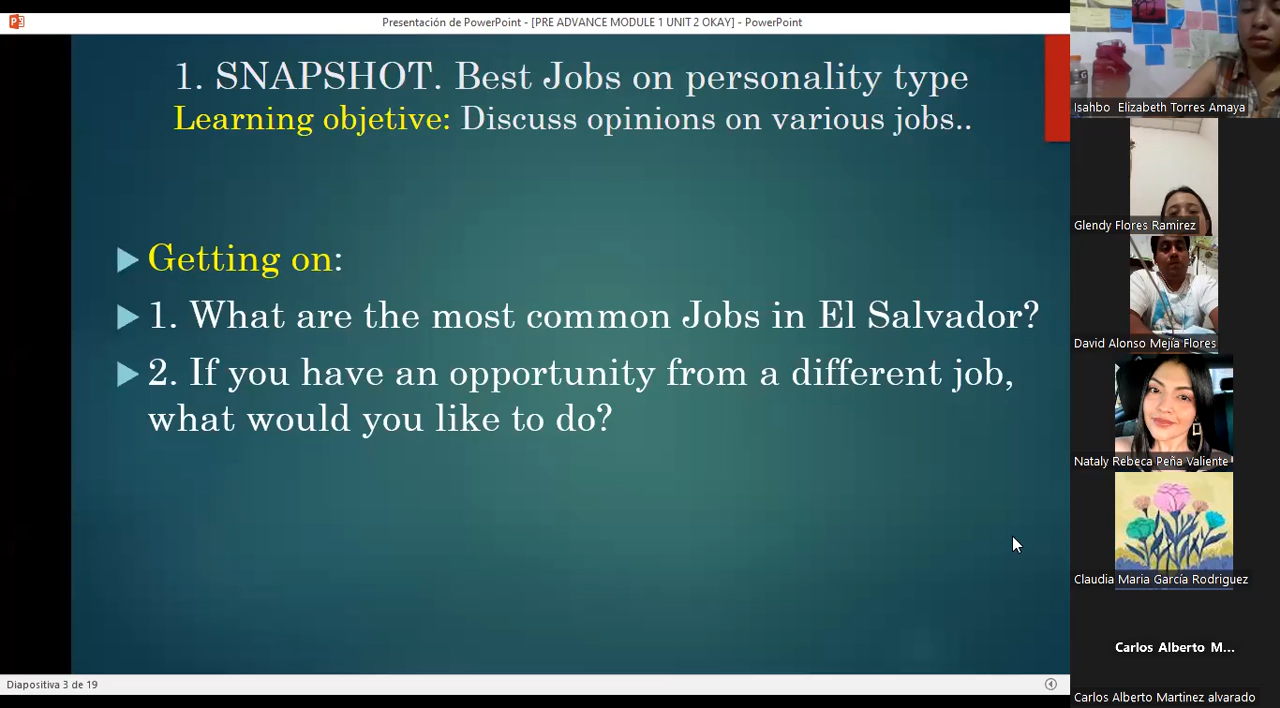 Presentación de PowerPoint - [PRE ADVANCE MODULE 1 UNIT 2 OKAY] - PowerPoint
1. SNAPSHOT. Best Jobs on personality type
Learning objetive: Discuss opinions on various jobs..
Getting on:
1. What are the most common Jobs in El Salvador?
2. If you have an opportunity from a different job,
what would you like to do?
Diapositiva 3 de 19
Isahbo Elizabeth Torres Amaya
Glendy Flores Ramirez
David Alonso Mejía Flores
Nataly Rebeca Peña Valiente
Claudia Maria García Rodriguez
Carlos Alberto M...
Carlos Alberto Martinez alvarado